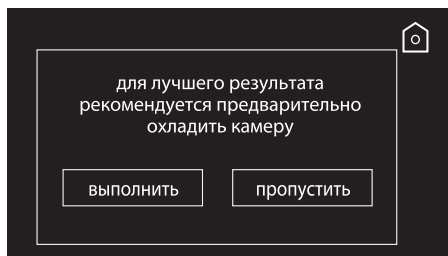 для лучшего результата
рекомендуется предварительно
охладить камеру
выполнить
пропустить